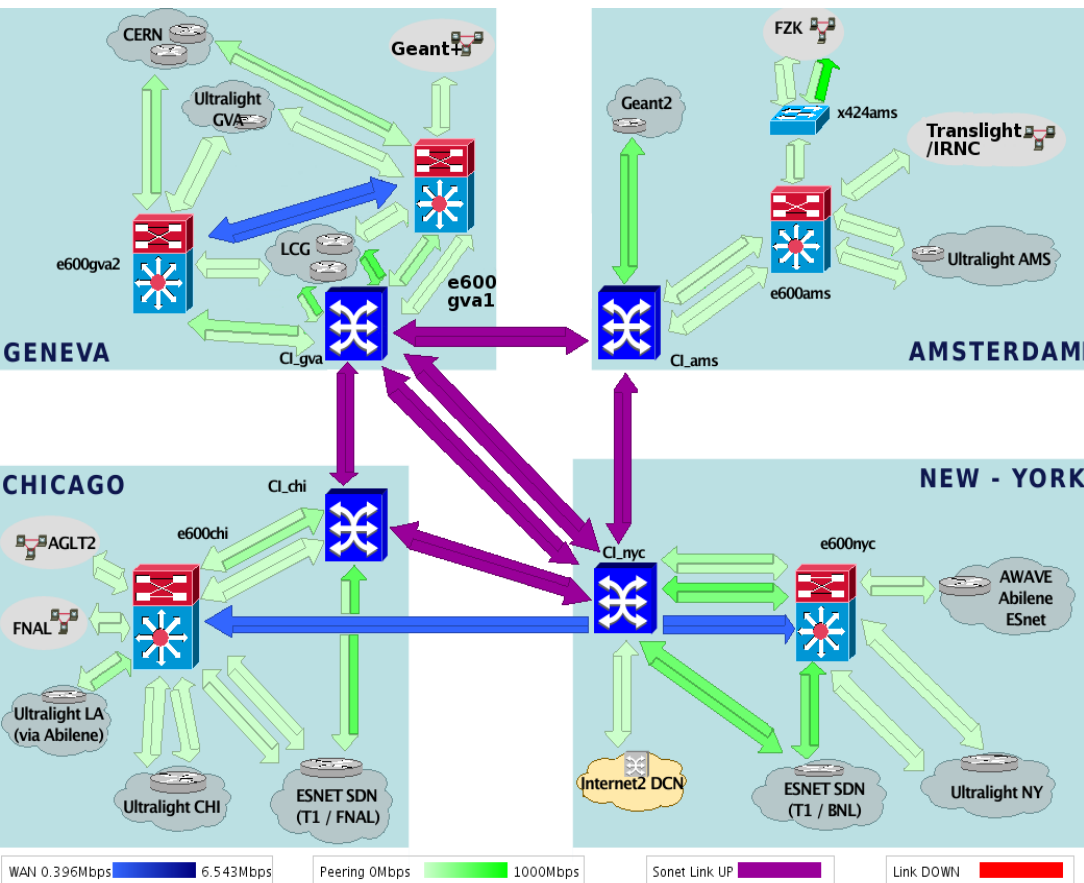 CERN
Geant+
Ultralight
GVA
e600gva2
LCG
e600
gva1
CI_gva
GENEVA
FZK
Geant2
x424ams
Translight
/IRNC
Ultralight AMS
e600ams
CI_ams
AMSTERDAM
CHICAGO
CI_chi
e600chi
AGLT2
FNAL
Ultralight LA
(via Abilene)
Ultralight CHI
ESNET SDN
(T1 / FNAL)
NEW - YORK
CI_nyc
e600nyc
AWAVE
Abilene
ESnet
Internet2 DCN
ESNET SDN
(T1 / BNL)
Ultralight NY
WAN 0.396Mbps 6.543Mbps
Peering 0Mbps 1000Mbps
Sonet Link UP
Link DOWN